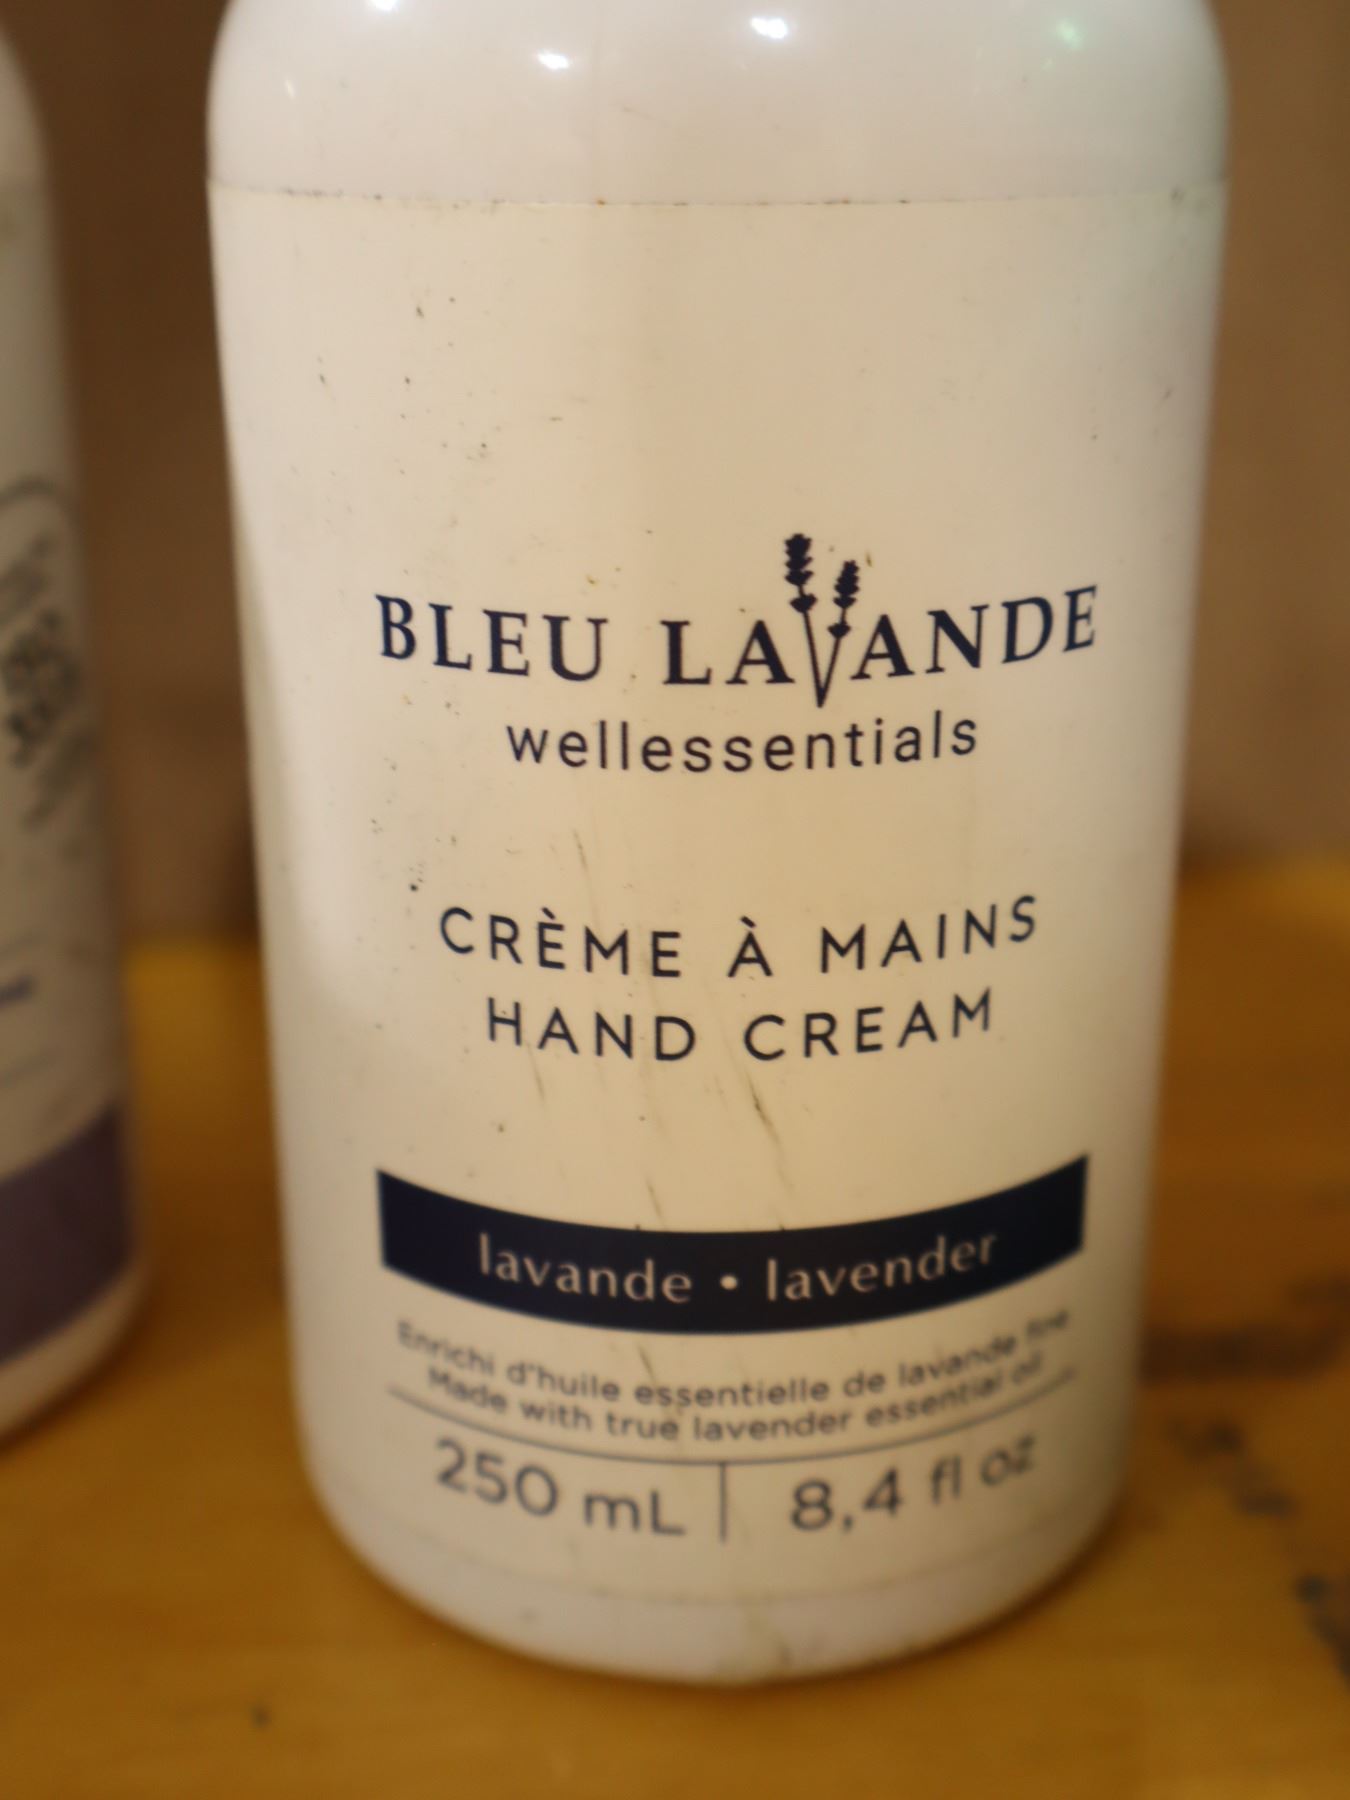 BLEU LAVANDE
wellessentials
CRÈME À MAINS
HAND CREAM
lavande • lavender
Enrichi d'huile essentielle de lavande fine
Made with true lavender essential oil
250 mL | 8,4 fl oz